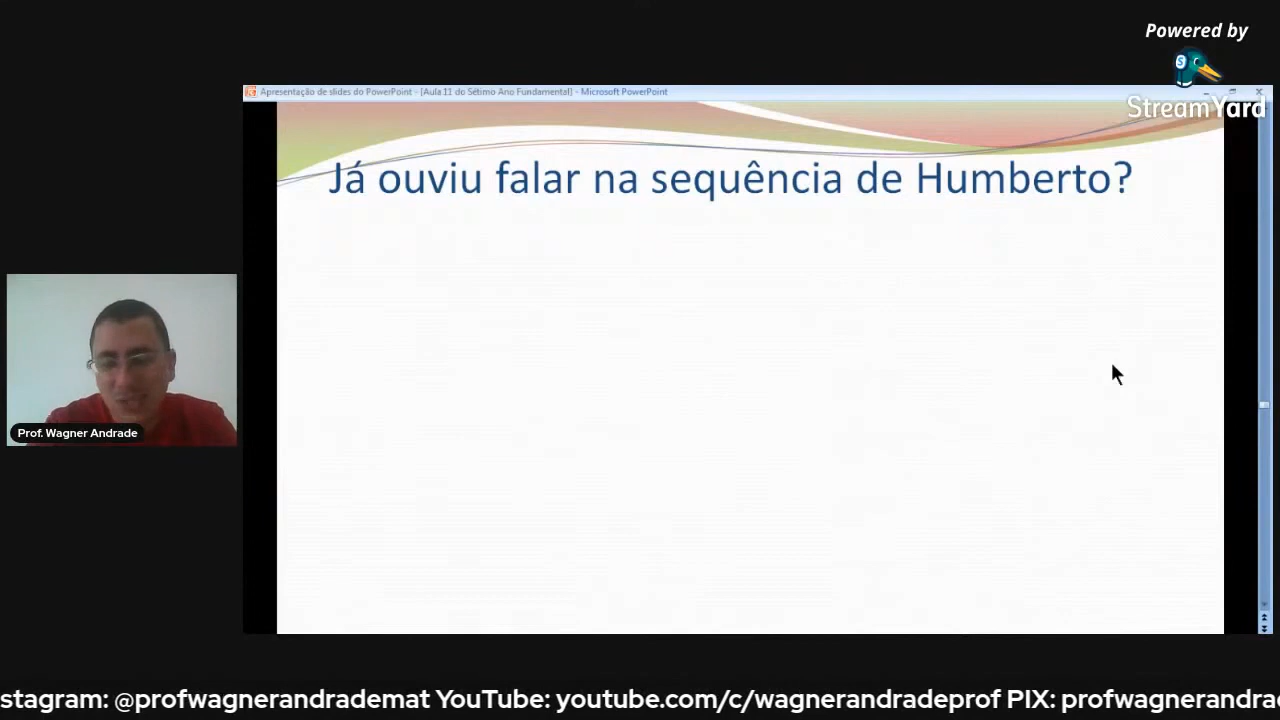 Powered by
StreamYard
Apresentação de slides do PowerPoint - [Aula 11 do Sétimo Ano Fundamental] - Microsoft PowerPoint
Já ouviu falar na sequência de Humberto?
Prof. Wagner Andrade
stagram: @profwagnerandrademat YouTube: youtube.com/c/wagnerandradeprof PIX: profwagnerandra